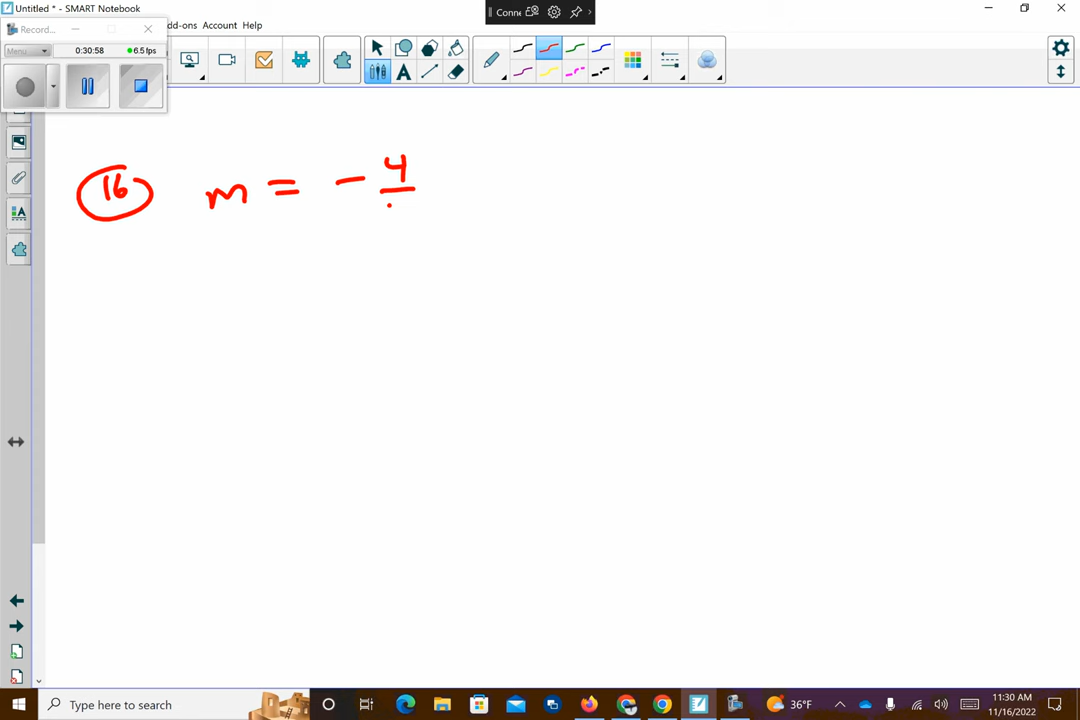 Untitled * - SMART Notebook
Conne
Record...
dd-ons Account Help
Menu
0:30:58
6.5 fps
A
16 m = - 4
A
Type here to search
36°F
11:30 AM
11/16/2022